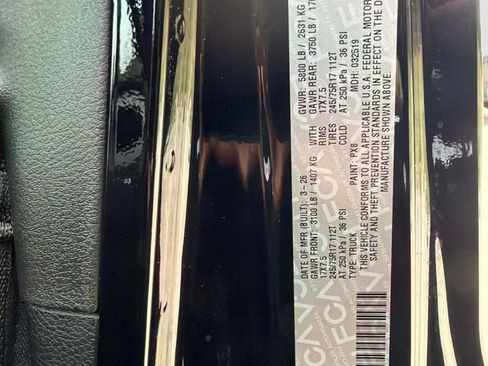 DATE OF MFR (BUILT): 3-26 GVWR: 5800 LB / 2631 KG
GAWR FRONT: 3100 LB / 1407 KG WITH GAWR REAR: 3750 LB /
17X7.5 RIMS 17X7.5
245/75R17 112T TIRES 245/75R17 112T
AT 250 kPa / 36 PSI COLD AT 250 kPa / 36 PSI
TYPE: TRUCK PAINT: PX8 MDH: 032519
THIS VEHICLE CONFORMS TO ALL APPLICABLE U.S.A. FEDERAL MOTOR
SAFETY AND THEFT PREVENTION STANDARDS IN EFFECT ON THE
MANUFACTURE SHOWN ABOVE.